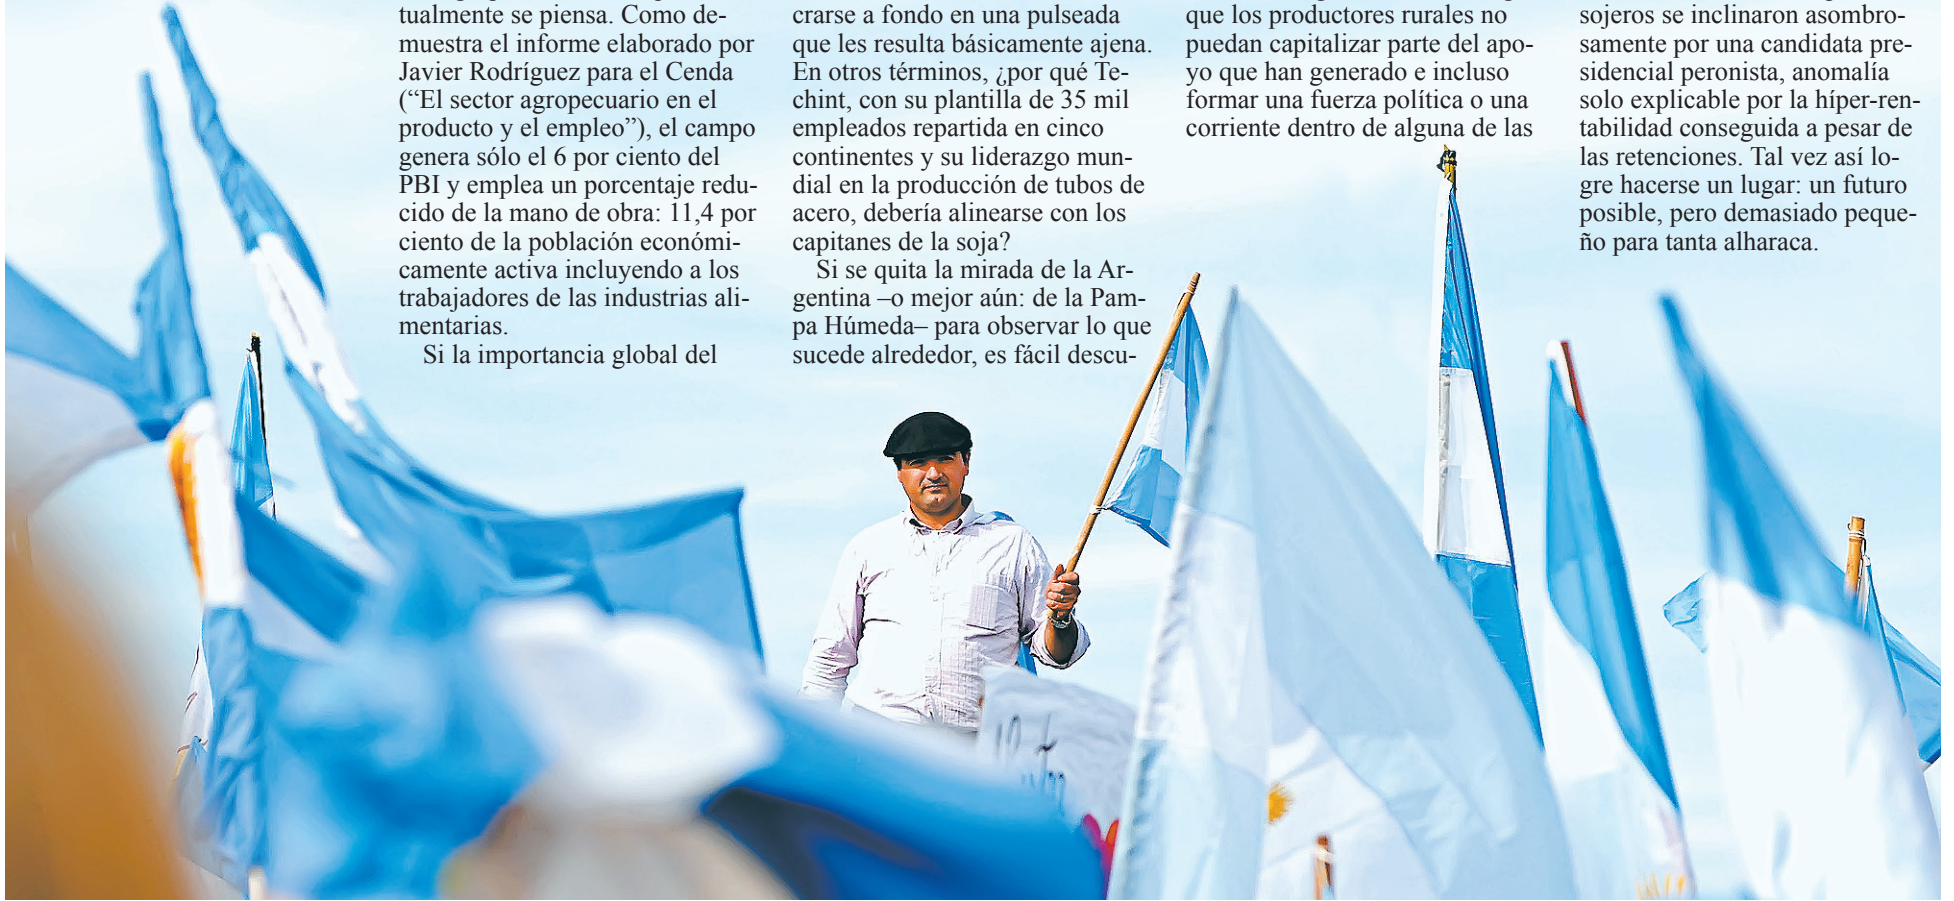 tualmente se piensa. Como de-
muestra el informe elaborado por
Javier Rodríguez para el Cenda
(“El sector agropecuario en el
producto y el empleo”), el campo
genera sólo el 6 por ciento del
PBI y emplea un porcentaje redu-
cido de la mano de obra: 11,4 por
ciento de la población económi-
camente activa incluyendo a los
trabajadores de las industrias ali-
mentarias.
Si la importancia global del
crarse a fondo en una pulseada
que les resulta básicamente ajena.
En otros términos, ¿por qué Te-
chint, con su plantilla de 35 mil
empleados repartida en cinco
continentes y su liderazgo mun-
dial en la producción de tubos de
acero, debería alinearse con los
capitanes de la soja?
Si se quita la mirada de la Ar-
gentina –o mejor aún: de la Pam-
pa Húmeda– para observar lo que
sucede alrededor, es fácil descu-
que los productores rurales no
puedan capitalizar parte del apo-
yo que han generado e incluso
formar una fuerza política o una
corriente dentro de alguna de las
sojeros se inclinaron asombro-
samente por una candidata pre-
sidencial peronista, anomalía
solo explicable por la híper-ren-
tabilidad conseguida a pesar de
las retenciones. Tal vez así lo-
gre hacerse un lugar: un futuro
posible, pero demasiado peque-
ño para tanta alharaca.